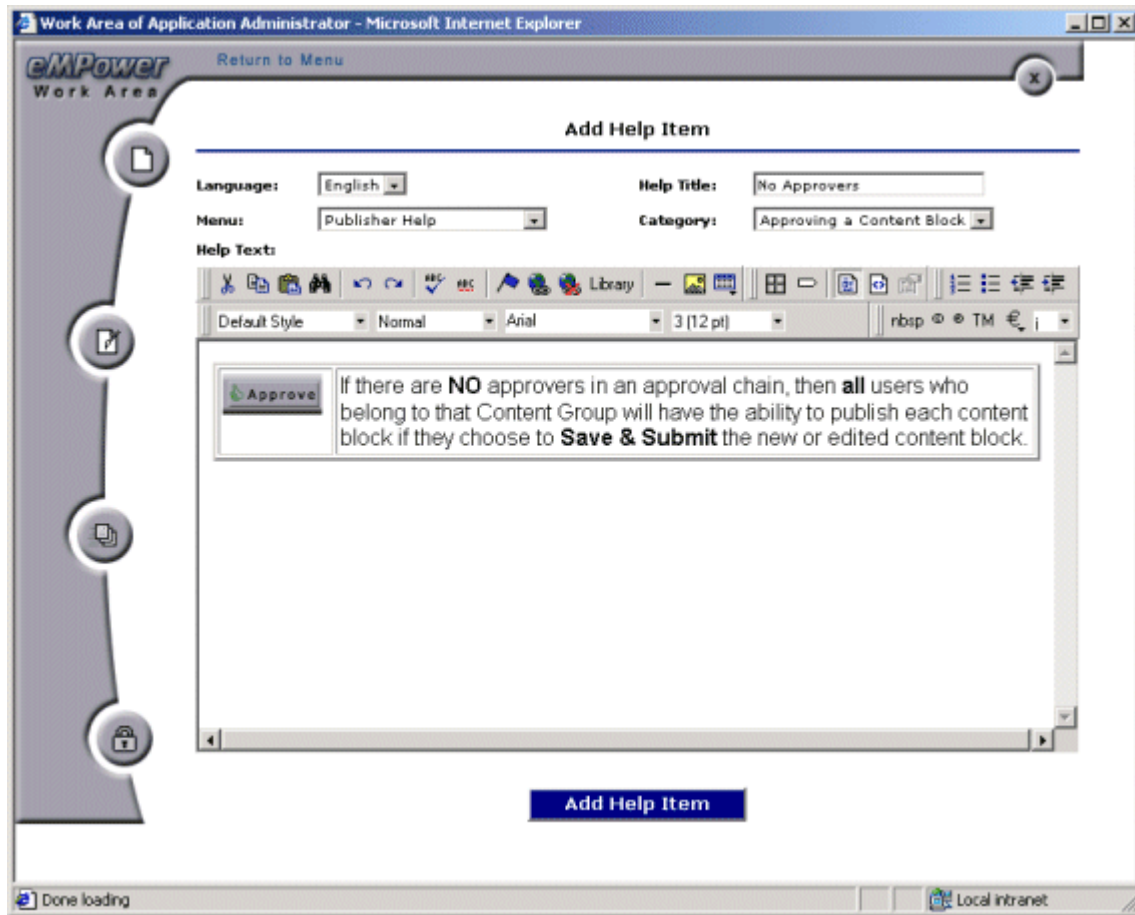 Work Area of Application Administrator - Microsoft Internet Explorer
eMPower
Work Area
Return to Menu
x
Add Help Item
Language: English Help Title: No Approvers
Menu: Publisher Help Category: Approving a Content Block
Help Text:
ABC ABC Library
Default Style Normal Arial 3 (12 pt) nbsp © ® TM € ¡
Approve
If there are NO approvers in an approval chain, then all users who
belong to that Content Group will have the ability to publish each content
block if they choose to Save & Submit the new or edited content block.
Add Help Item
Done loading Local intranet